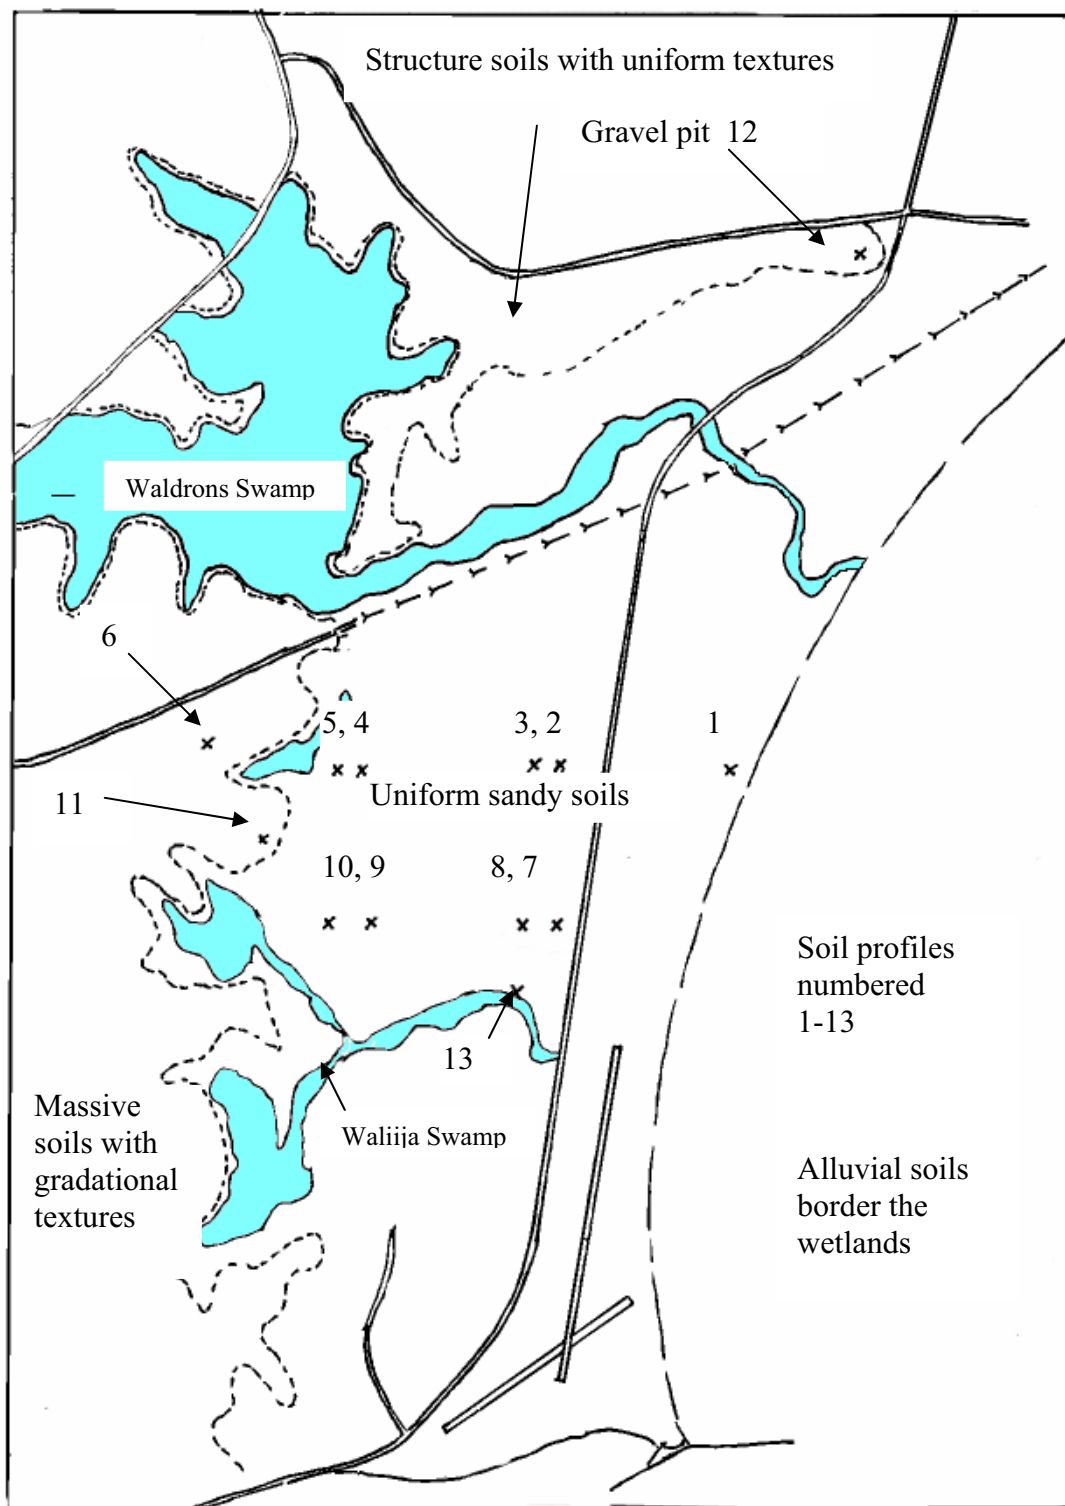 Structure soils with uniform textures
Gravel pit 12
Waldrons Swamp
6
5, 4
3, 2
1
Uniform sandy soils
11
10, 9
8, 7
Soil profiles
numbered
1-13
13
Massive
soils with
gradational
textures
Waliija Swamp
Alluvial soils
border the
wetlands